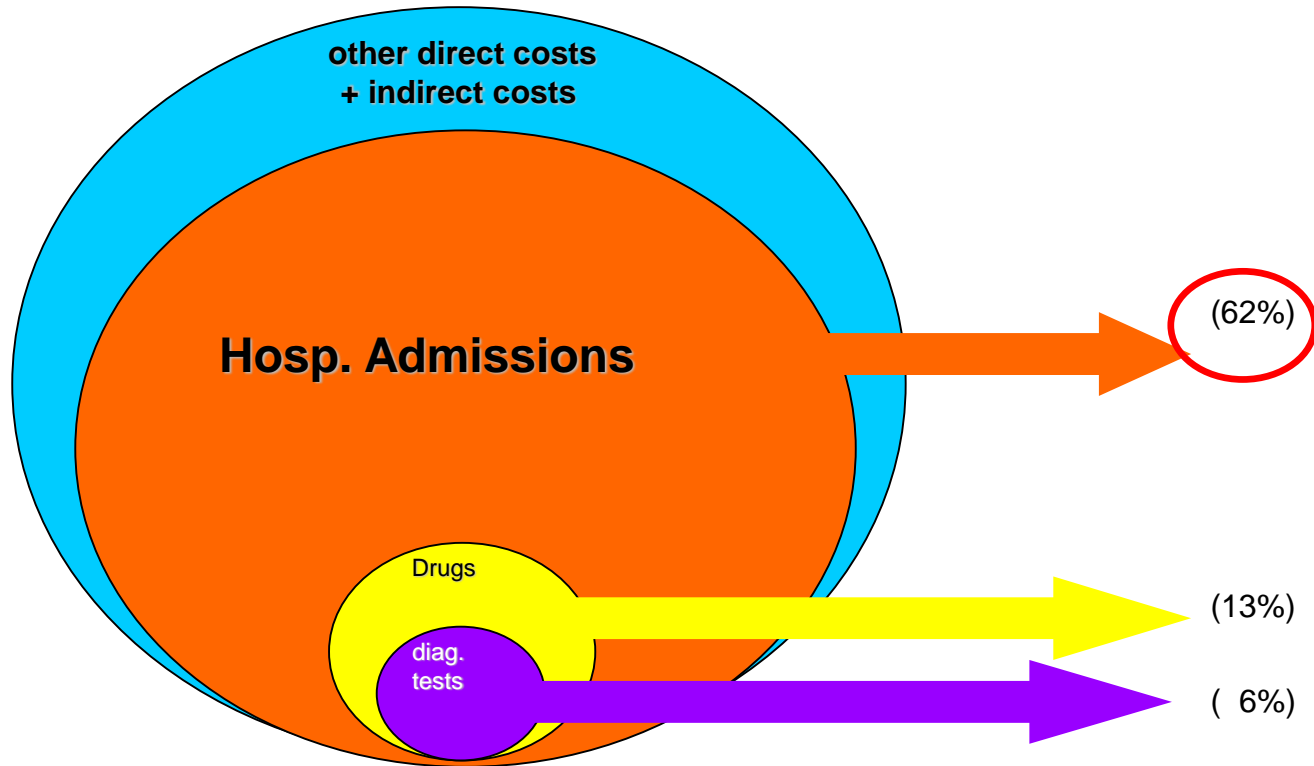 other direct costs
+ indirect costs
Hosp. Admissions
(62%)
Drugs
(13%)
diag.
tests
( 6%)